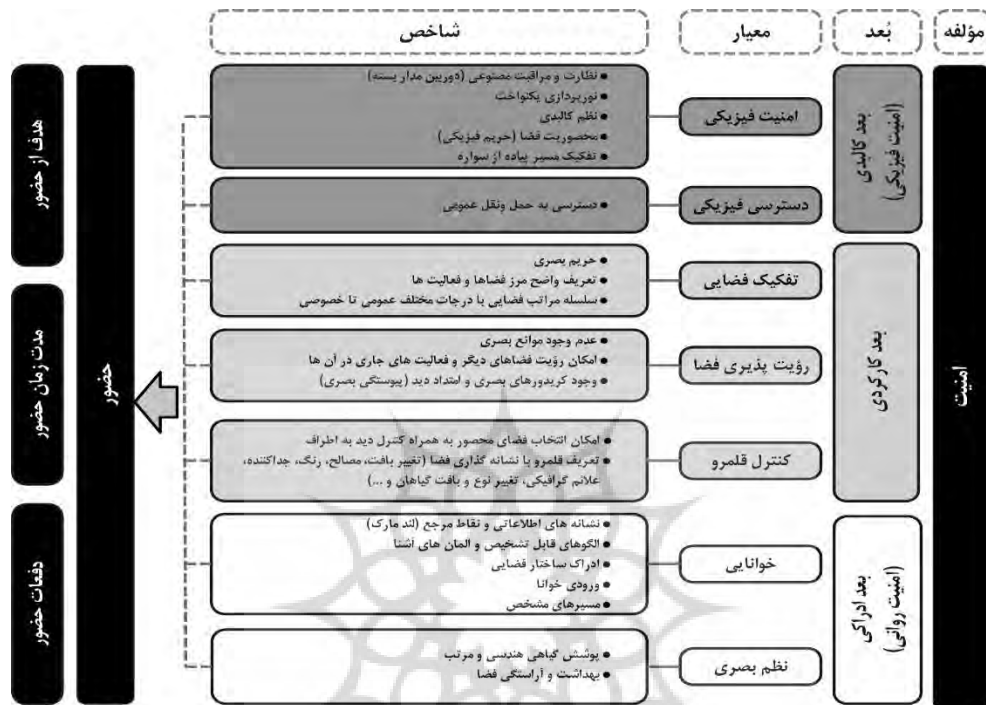 مؤلفه
بُعد
معیار
شاخص
امنیت
بعد کالبدی
(امنیت فیزیکی)
امنیت فیزیکی
• نظارت و مراقبت مصنوعی (دوربین مدار بسته)
• نورپردازی یکنواخت
• نظم کالبدی
• محصوریت فضا (حریم فیزیکی)
• تفکیک مسیر پیاده از سواره
دسترسی فیزیکی
• دسترسی به حمل ونقل عمومی
بعد کارکردی
تفکیک فضایی
• حریم بصری
• تعریف واضح مرز فضاها و فعالیت ها
• سلسله مراتب فضایی با درجات مختلف عمومی تا خصوصی
رؤیت پذیری فضا
• عدم وجود موانع بصری
• امکان رؤیت فضاهای دیگر و فعالیت های جاری در آن ها
• وجود کریدورهای بصری و امتداد دید (پیوستگی بصری)
کنترل قلمرو
• امکان انتخاب فضای محصور به همراه کنترل دید به اطراف
• تعریف قلمرو با نشانه گذاری فضا (تغییر بافت، مصالح، رنگ، جداکننده،
علائم گرافیکی، تغییر نوع و بافت گیاهان و ...)
بعد ادراکی
(امنیت روانی)
خوانایی
• نشانه های اطلاعاتی و نقاط مرجع (لند مارک)
• الگوهای قابل تشخیص و المان های آشنا
• ادراک ساختار فضایی
• ورودی خوانا
• مسیرهای مشخص
نظم بصری
• پوشش گیاهی هندسی و مرتب
• بهداشت و آراستگی فضا
حضور
هدف از حضور
مدت زمان حضور
دفعات حضور